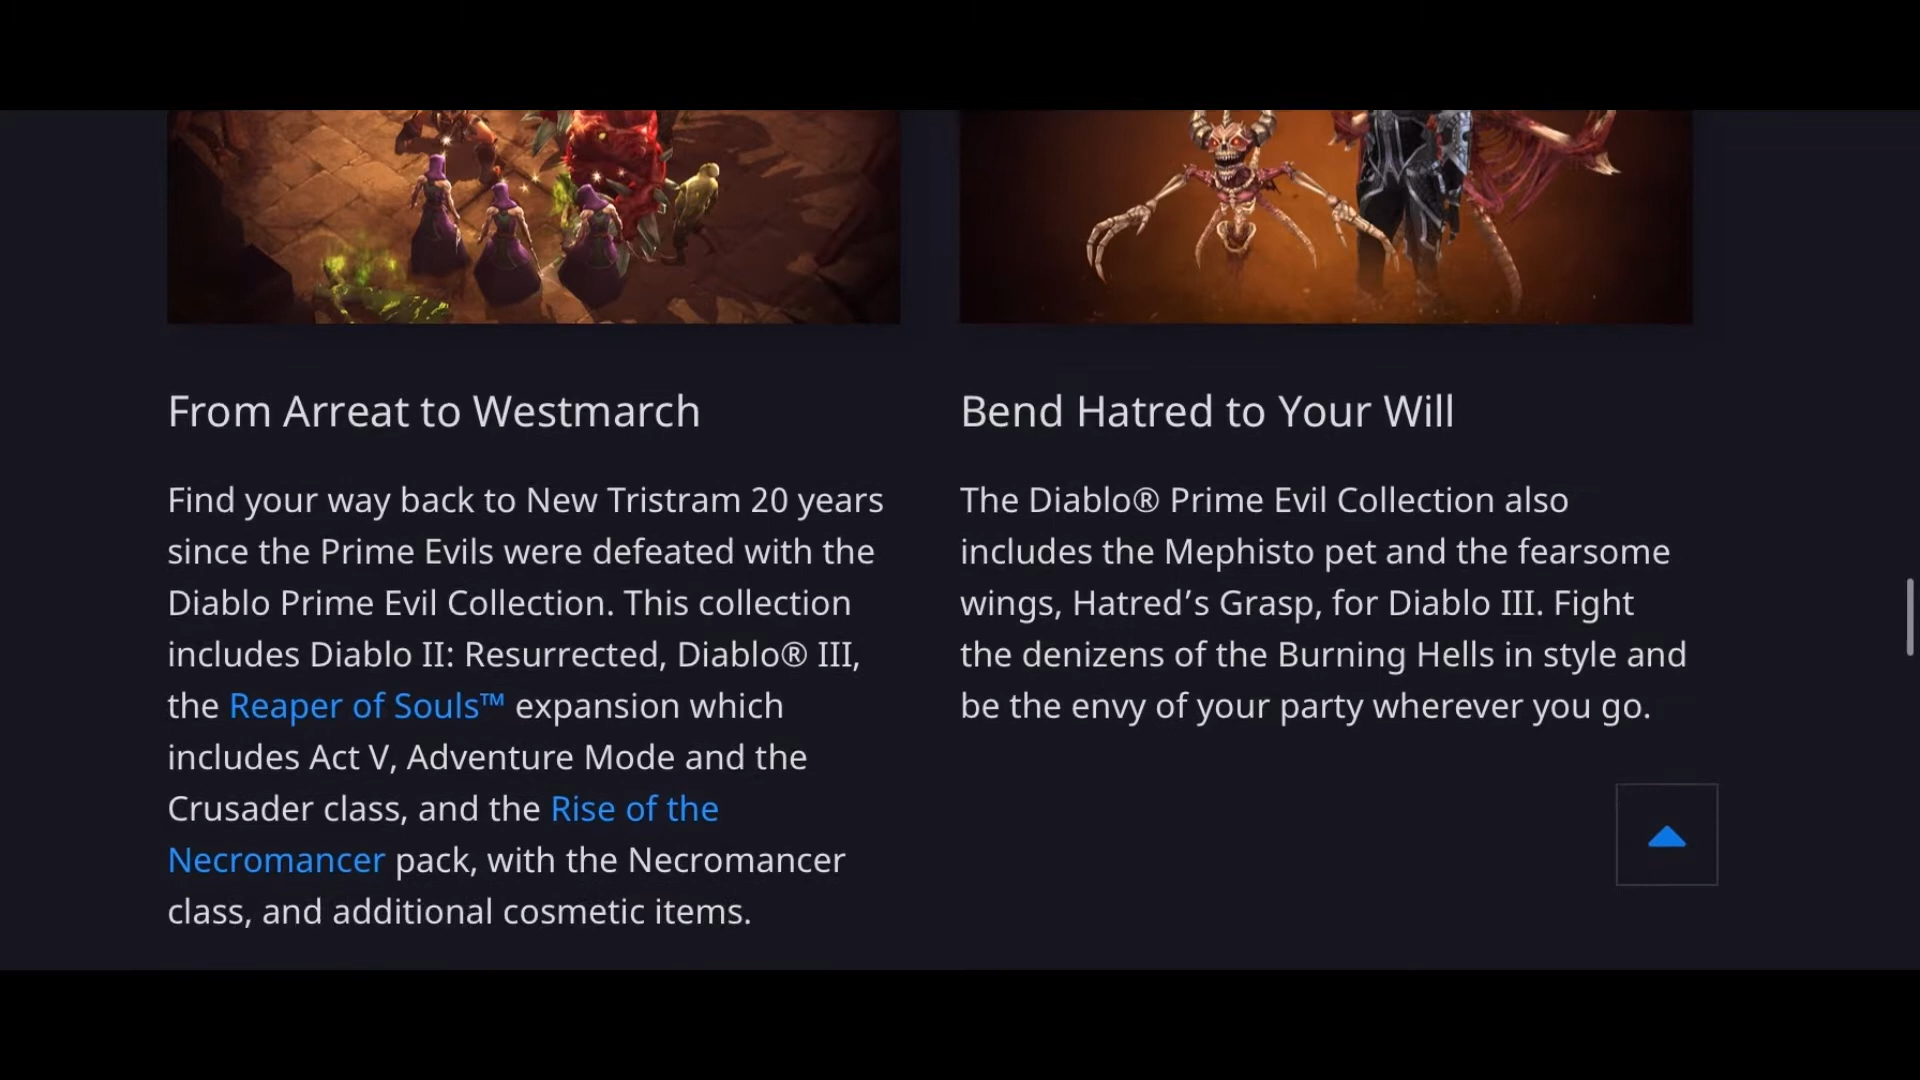 From Arreat to Westmarch
Find your way back to New Tristram 20 years
since the Prime Evils were defeated with the
Diablo Prime Evil Collection. This collection
includes Diablo II: Resurrected, Diablo® III,
the Reaper of Souls™ expansion which
includes Act V, Adventure Mode and the
Crusader class, and the Rise of the
Necromancer pack, with the Necromancer
class, and additional cosmetic items.
Bend Hatred to Your Will
The Diablo® Prime Evil Collection also
includes the Mephisto pet and the fearsome
wings, Hatred’s Grasp, for Diablo III. Fight
the denizens of the Burning Hells in style and
be the envy of your party wherever you go.